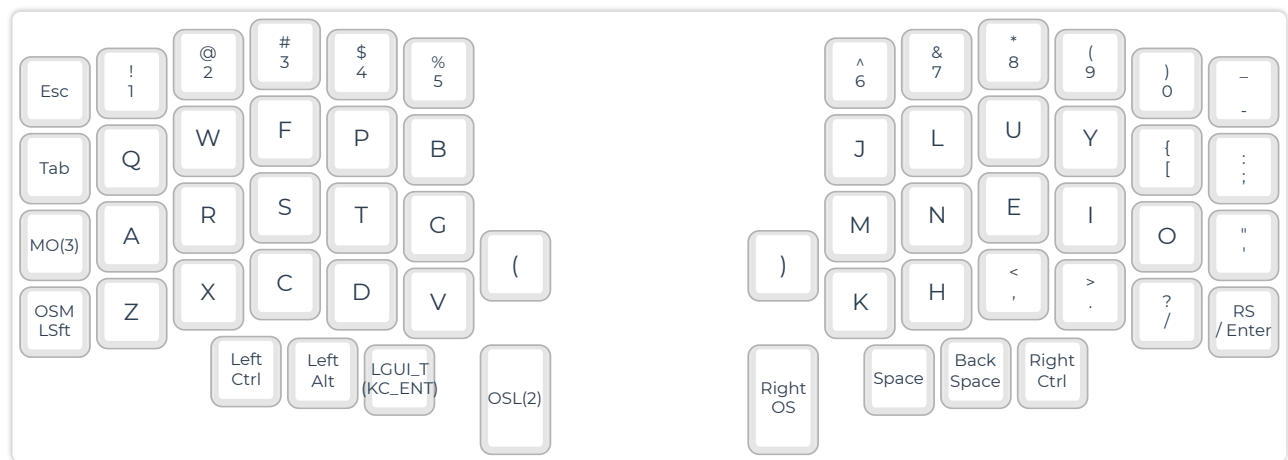 Esc
!
1
@
2
#
3
$
4
%
5
^
6
&
7
*
8
(
9
)
0
_
-
Tab
Q
W
F
P
B
J
L
U
Y
{
[
:
;
MO(3)
A
R
S
T
G
M
N
E
I
O
"
'
OSM
LSft
Z
X
C
D
V
(
)
K
H
<
,
>
.
?
/
RS
/ Enter
Left
Ctrl
Left
Alt
LGUI_T
(KC_ENT)
OSL(2)
Right
OS
Space
Back
Space
Right
Ctrl